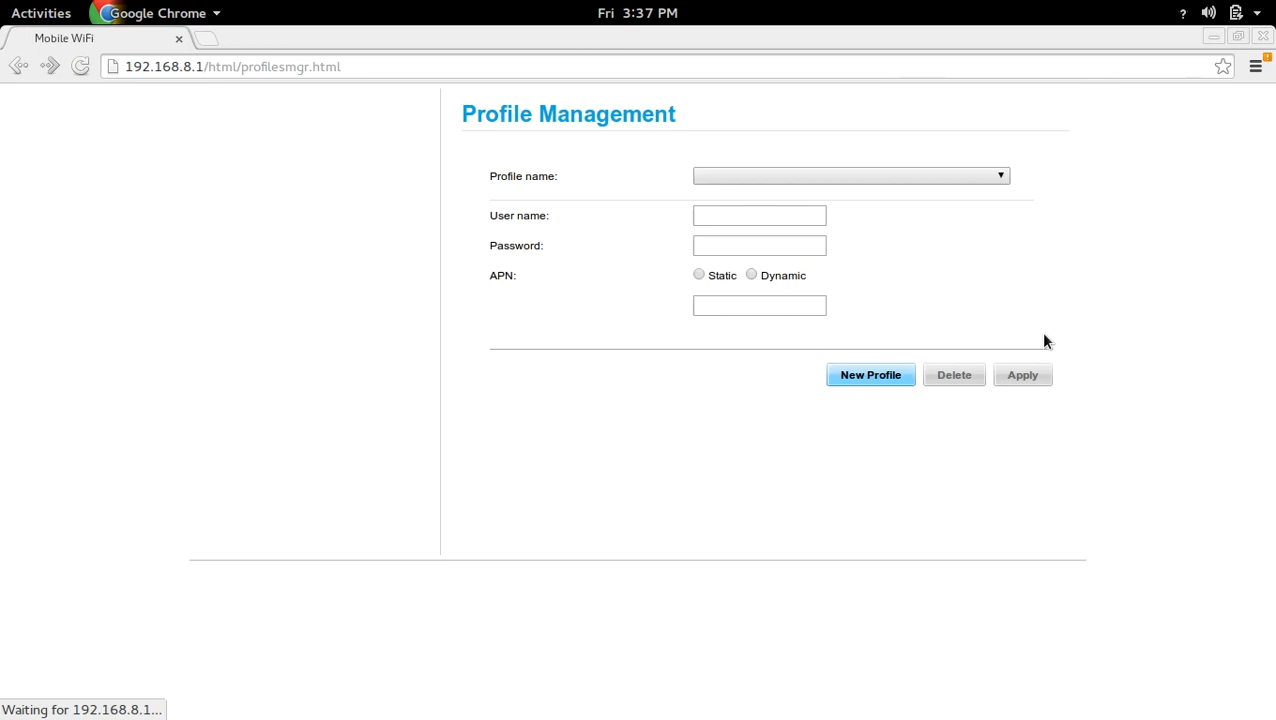 Activities Google Chrome Fri 3:37 PM ?
Mobile WiFi
192.168.8.1/html/profilesmgr.html
Profile Management
Profile name:
User name:
Password:
APN: Static Dynamic
New Profile Delete Apply
Waiting for 192.168.8.1...